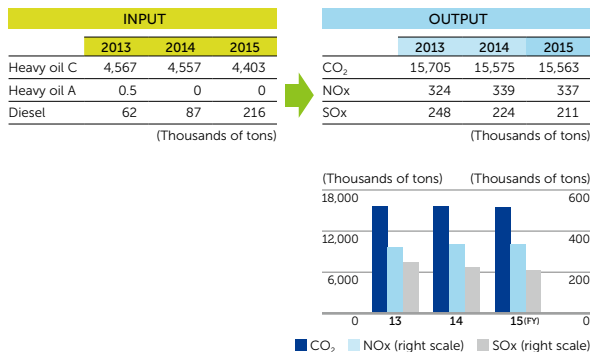 INPUT
2013 2014 2015
Heavy oil C 4,567 4,557 4,403
Heavy oil A 0.5 0 0
Diesel 62 87 216
(Thousands of tons)
OUTPUT
2013 2014 2015
CO₂ 15,705 15,575 15,563
NOx 324 339 337
SOx 248 224 211
(Thousands of tons)
(Thousands of tons) (Thousands of tons)
18,000 600
12,000 400
6,000 200
0 13 14 15(FY) 0
CO₂ NOx (right scale) SOx (right scale)